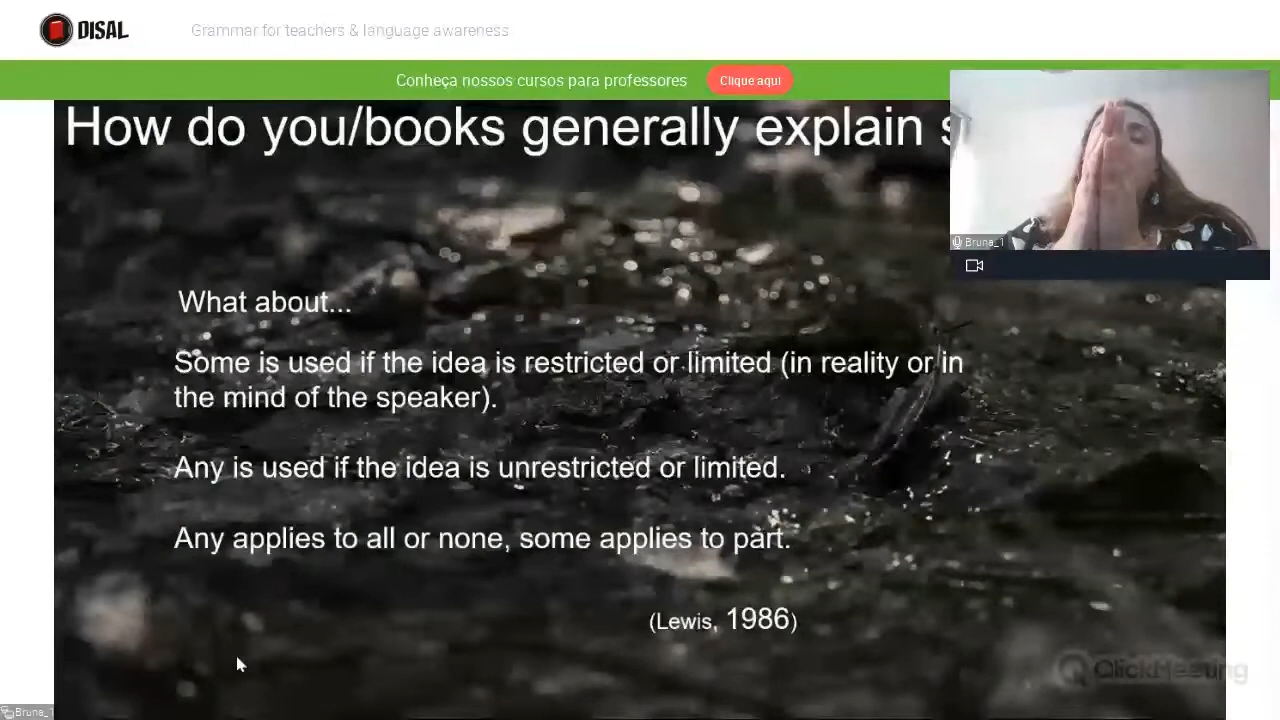 DISAL
Grammar for teachers & language awareness
Conheça nossos cursos para professores
Clique aqui
How do you/books generally explain
Bruna_1
What about...
Some is used if the idea is restricted or limited (in reality or in
the mind of the speaker).
Any is used if the idea is unrestricted or limited.
Any applies to all or none, some applies to part.
(Lewis, 1986)
ClickMeeting
Bruna_1